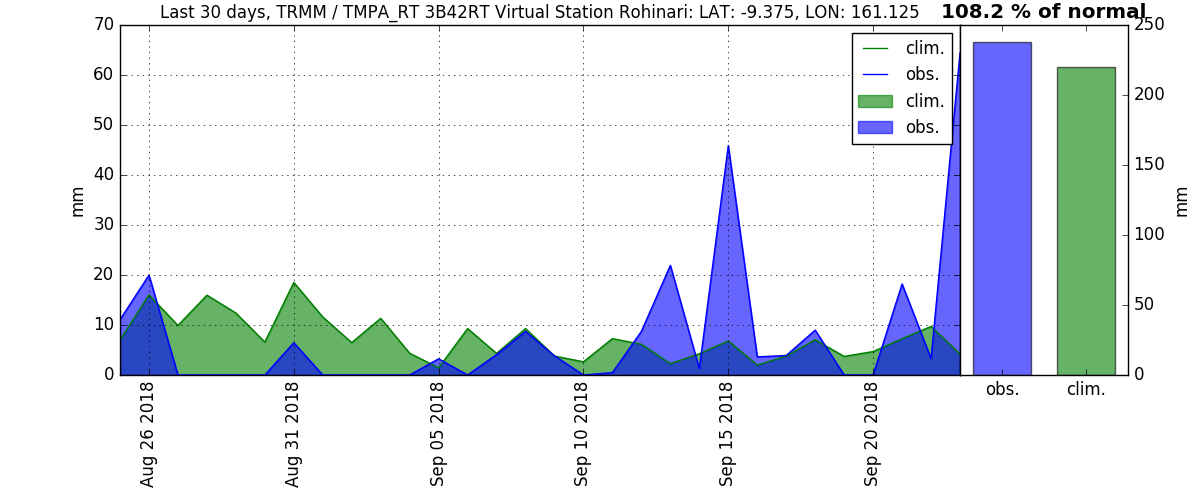 Last 30 days, TRMM / TMPA_RT 3B42RT Virtual Station Rohinari: LAT: -9.375, LON: 161.125
108.2 % of normal
70
60
50
40
30
20
10
0
mm
clim.
obs.
clim.
obs.
250
200
150
100
50
0
mm
obs.
clim.
Aug 26 2018
Aug 31 2018
Sep 05 2018
Sep 10 2018
Sep 15 2018
Sep 20 2018